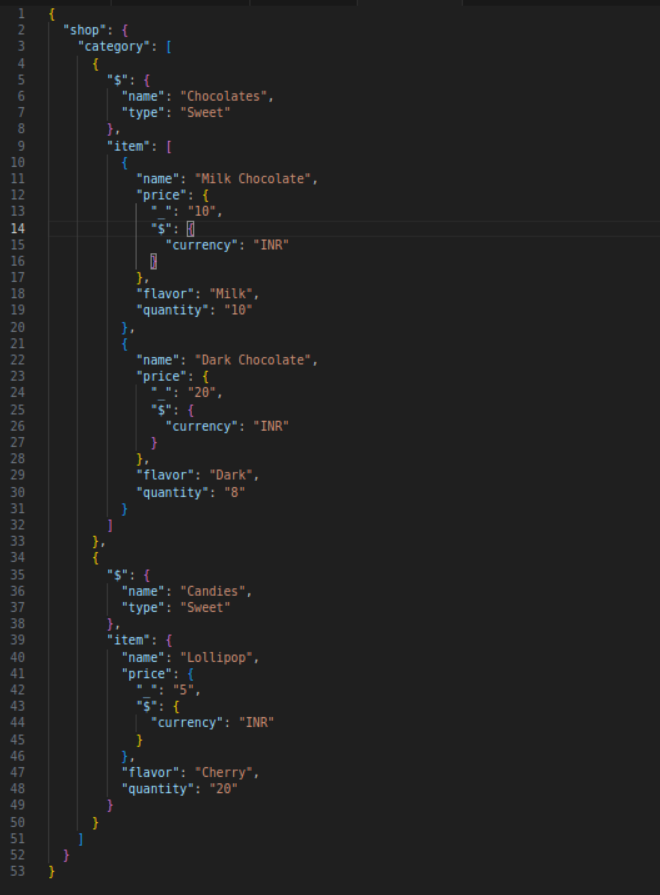 1 {
2   "shop": {
3     "category": [
4       {
5         "$": {
6           "name": "Chocolates",
7           "type": "Sweet"
8         },
9         "item": [
10           {
11             "name": "Milk Chocolate",
12             "price": {
13               "_": "10",
14               "$": {
15                 "currency": "INR"
16               }
17             },
18             "flavor": "Milk",
19             "quantity": "10"
20           },
21           {
22             "name": "Dark Chocolate",
23             "price": {
24               "_": "20",
25               "$": {
26                 "currency": "INR"
27               }
28             },
29             "flavor": "Dark",
30             "quantity": "8"
31           }
32         ]
33       },
34       {
35         "$": {
36           "name": "Candies",
37           "type": "Sweet"
38         },
39         "item": {
40           "name": "Lollipop",
41           "price": {
42             "_": "5",
43             "$": {
44               "currency": "INR"
45             }
46           },
47           "flavor": "Cherry",
48           "quantity": "20"
49         }
50       }
51     ]
52   }
53 }